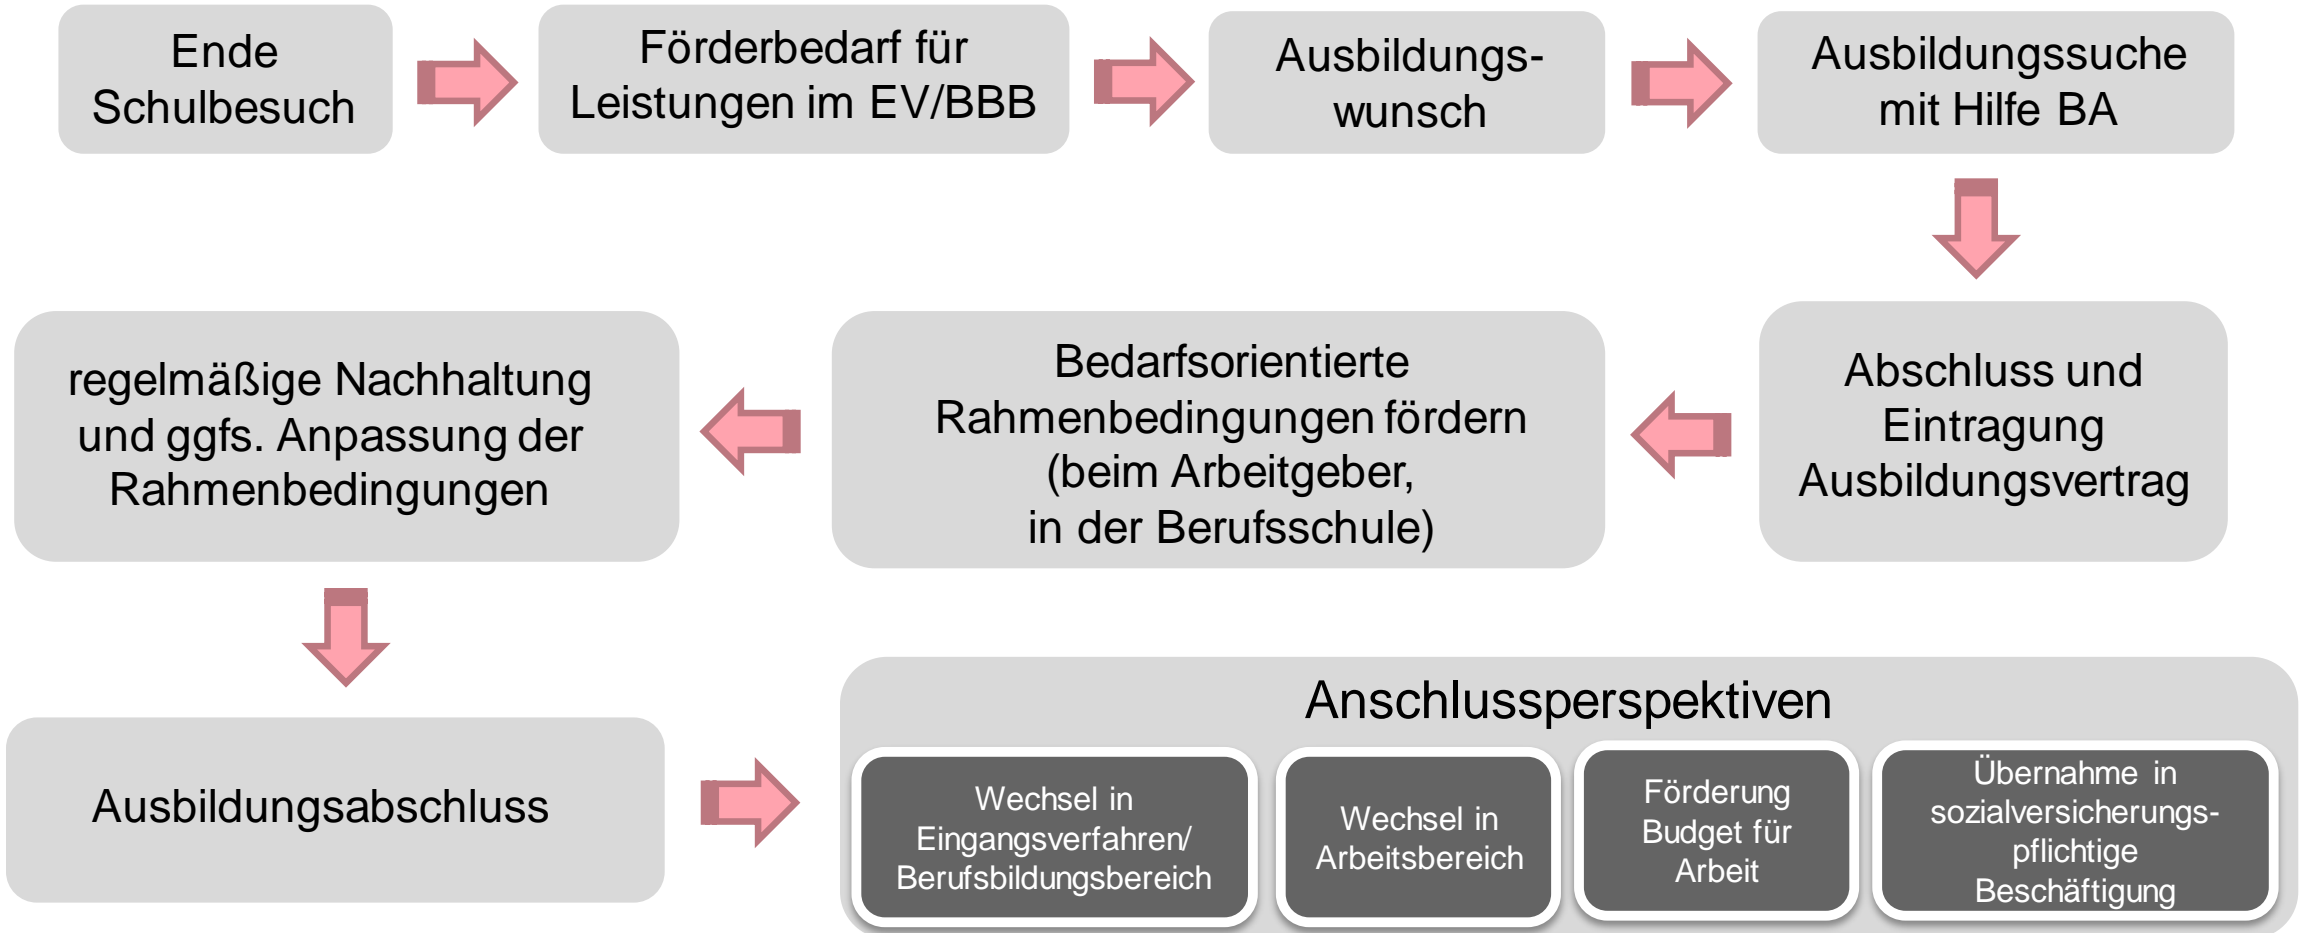 Ende
Schulbesuch
Förderbedarf für
Leistungen im EV/BBB
Ausbildungs-
wunsch
Ausbildungssuche
mit Hilfe BA
Abschluss und
Eintragung
Ausbildungsvertrag
Bedarfsorientierte
Rahmenbedingungen fördern
(beim Arbeitgeber,
in der Berufsschule)
regelmäßige Nachhaltung
und ggfs. Anpassung der
Rahmenbedingungen
Ausbildungsabschluss
Anschlussperspektiven
Wechsel in
Eingangsverfahren/
Berufsbildungsbereich
Wechsel in
Arbeitsbereich
Förderung
Budget für
Arbeit
Übernahme in
sozialversicherungs-
pflichtige
Beschäftigung